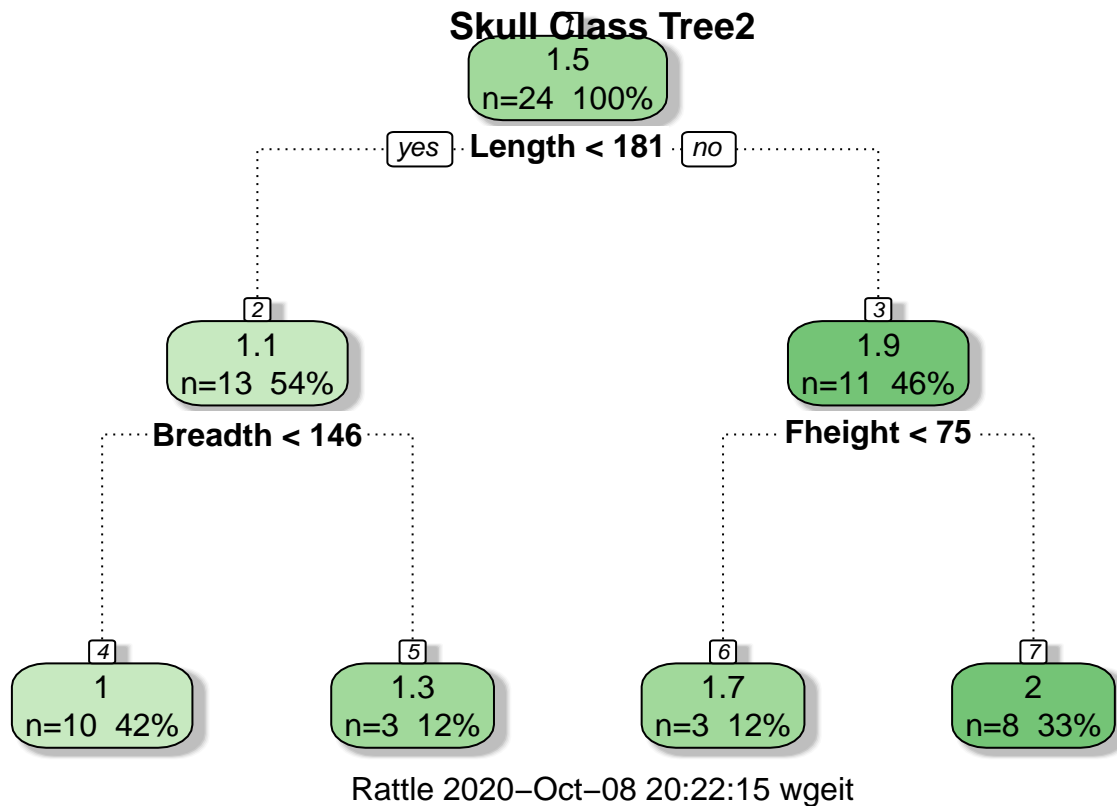 Skull Class Tree2
1
1.5
n=24 100%
yes Length < 181 no
2
1.1
n=13 54%
3
1.9
n=11 46%
Breadth < 146
Fheight < 75
4
1
n=10 42%
5
1.3
n=3 12%
6
1.7
n=3 12%
7
2
n=8 33%
Rattle 2020−Oct−08 20:22:15 wgeit